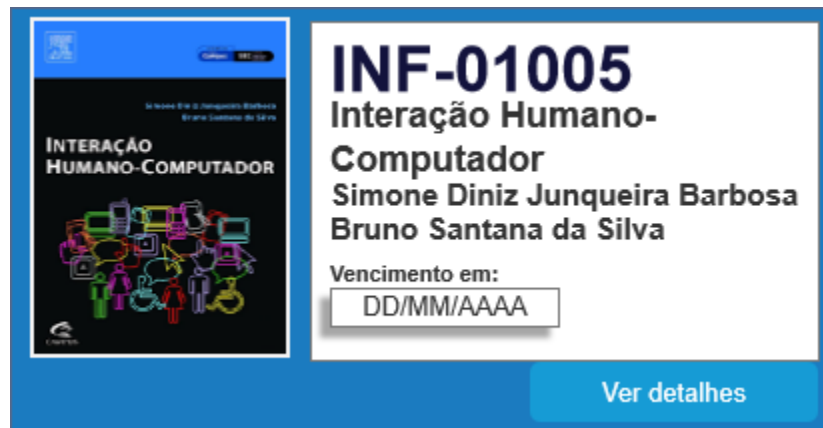 Simone Diniz Junqueira Barbosa
Bruno Santana da Silva
INTERAÇÃO
HUMANO-COMPUTADOR
INF-01005
Interação Humano-
Computador
Simone Diniz Junqueira Barbosa
Bruno Santana da Silva
Vencimento em:
DD/MM/AAAA
Ver detalhes